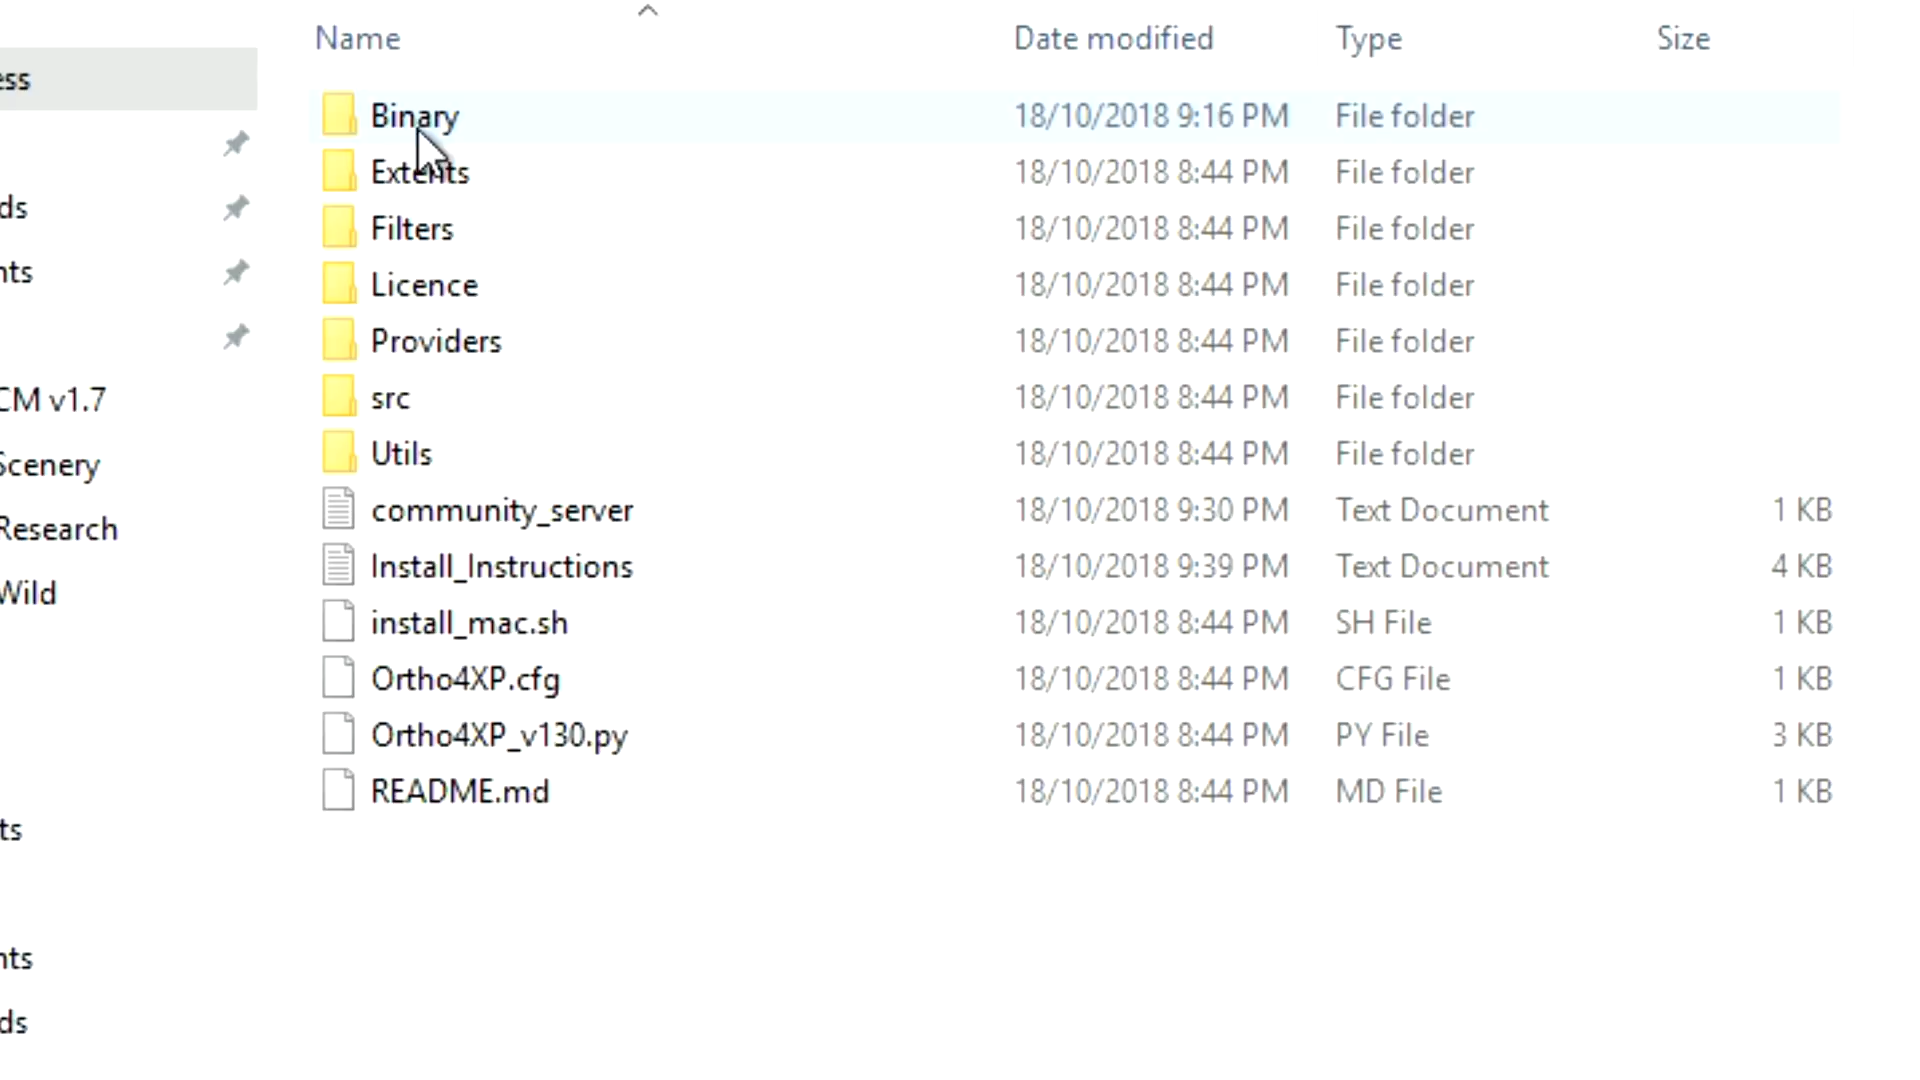 Name Date modified Type Size
ess
Binary 18/10/2018 9:16 PM File folder
Extents 18/10/2018 8:44 PM File folder
ds
Filters 18/10/2018 8:44 PM File folder
nts
Licence 18/10/2018 8:44 PM File folder
Providers 18/10/2018 8:44 PM File folder
CM v1.7
src 18/10/2018 8:44 PM File folder
Scenery
Utils 18/10/2018 8:44 PM File folder
community_server 18/10/2018 9:30 PM Text Document 1 KB
Research
Install_Instructions 18/10/2018 9:39 PM Text Document 4 KB
Wild
install_mac.sh 18/10/2018 8:44 PM SH File 1 KB
Ortho4XP.cfg 18/10/2018 8:44 PM CFG File 1 KB
Ortho4XP_v130.py 18/10/2018 8:44 PM PY File 3 KB
README.md 18/10/2018 8:44 PM MD File 1 KB
ts
nts
ds